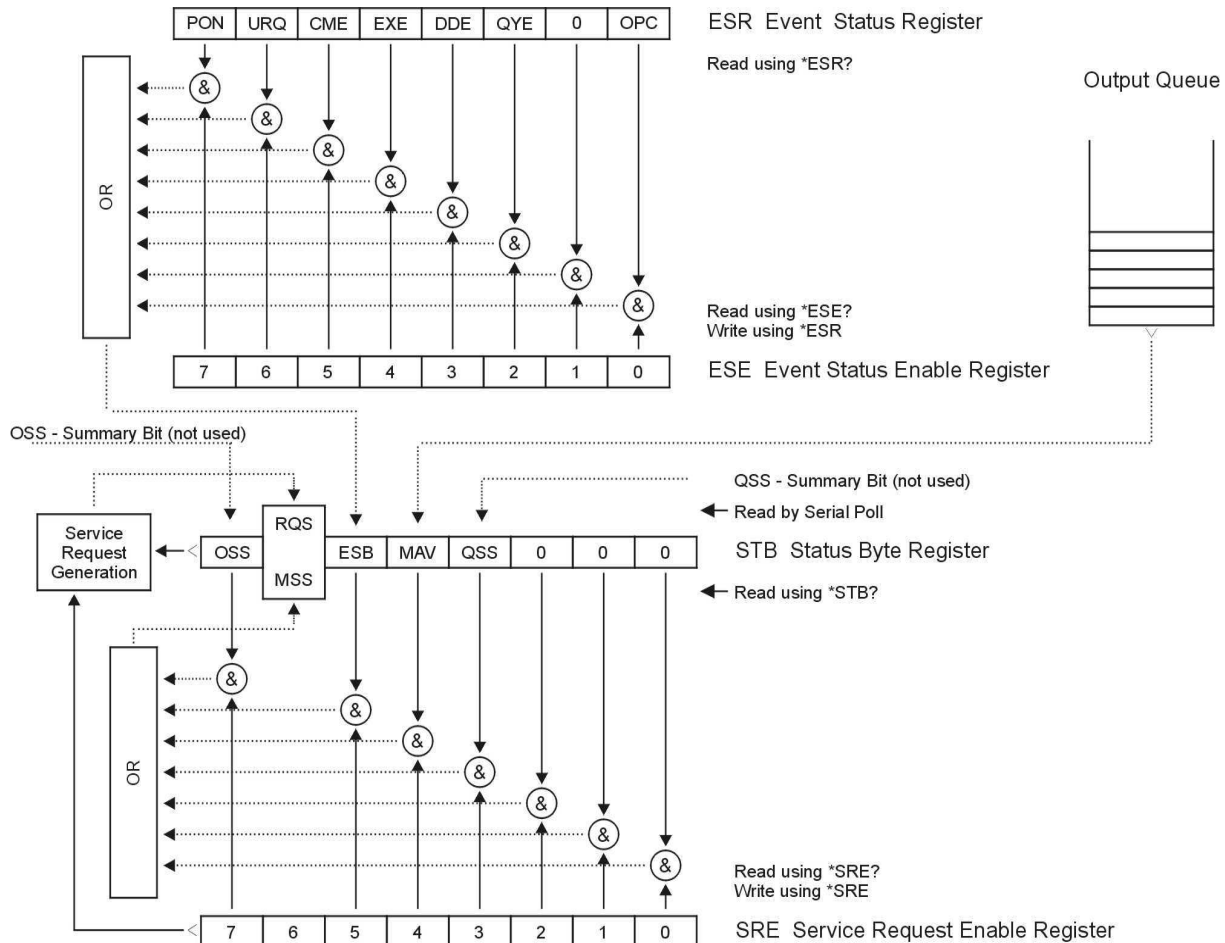 PON URQ CME EXE DDE QYE 0 OPC
ESR Event Status Register
Read using *ESR?
Output Queue
& & & & & & & &
OR
Read using *ESE?
Write using *ESR
7 6 5 4 3 2 1 0
ESE Event Status Enable Register
OSS - Summary Bit (not used)
QSS - Summary Bit (not used)
Read by Serial Poll
Service
Request
Generation
RQS
OSS ESB MAV QSS 0 0 0
STB Status Byte Register
MSS
Read using *STB?
& & & & & & &
OR
Read using *SRE?
Write using *SRE
7 6 5 4 3 2 1 0
SRE Service Request Enable Register